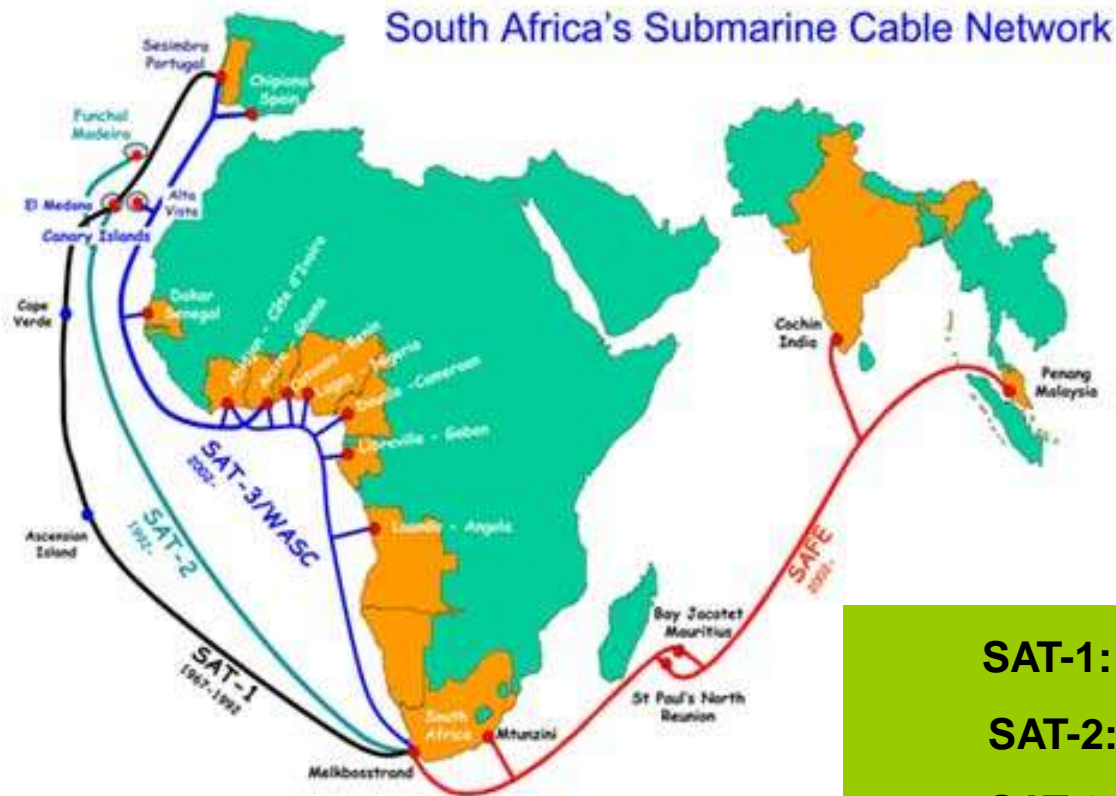 South Africa's Submarine Cable Network
Sesimbra
Portugal
Chipiona
Spain
Funchal
Madeira
El Medano
Alta
Vista
Canary Islands
Cape
Verde
Dakar
Senegal
Abidjan - Côte d'Ivoire
Accra - Ghana
Cotonou - Benin
Lagos - Nigeria
Douala - Cameroon
Libreville - Gabon
Cochin
India
Penang
Malaysia
SAT-3/WASC
2002-
SAT-2
1992-
Ascension
Island
Luanda - Angola
SAFE
2002-
Bay Jacotet
Mauritius
St Paul's North
Reunion
SAT-1
1967-1992
South
Africa
Mtunzini
Melkbosstrand
SAT-1:
SAT-2: